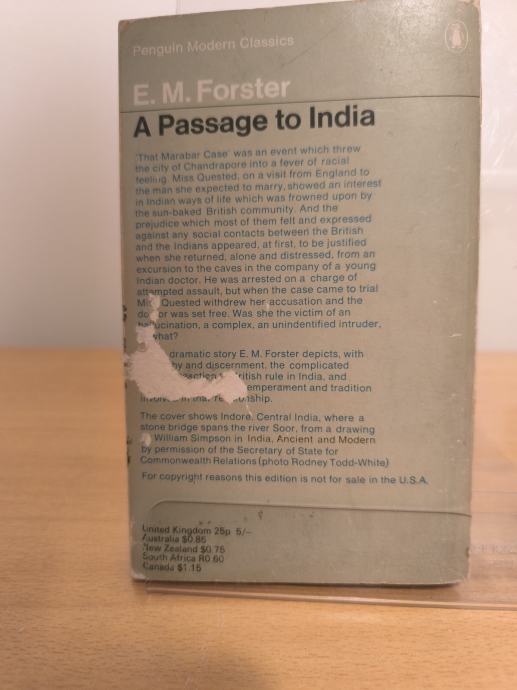 Penguin Modern Classics
E. M. Forster
A Passage to India
'That Marabar Case' was an event which threw
the city of Chandrapore into a fever of racial
feeling. Miss Quested, on a visit from England to
the man she expected to marry, showed an interest
in Indian ways of life which was frowned upon by
the sun-baked British community. And the
prejudice which most of them felt and expressed
against any social contacts between the British
and the Indians appeared, at first, to be justified
when she returned, alone and distressed, from an
excursion to the caves in the company of a young
Indian doctor. He was arrested on a charge of
attempted assault, but when the case came to trial
Miss Quested withdrew her accusation and the
doctor was set free. Was she the victim of an
hallucination, a complex, an unidentified intruder,
what?
dramatic story E. M. Forster depicts, with
and discernment, the complicated
British rule in India, and
temperament and tradition
involved in that relationship.
The cover shows Indore, Central India, where a
stone bridge spans the river Soor, from a drawing
William Simpson in India, Ancient and Modern
by permission of the Secretary of State for
Commonwealth Relations (photo Rodney Todd-White)
For copyright reasons this edition is not for sale in the U.S.A.
United Kingdom 25p 5/-
Australia $0.85
New Zealand $0.75
South Africa R0.60
Canada $1.15